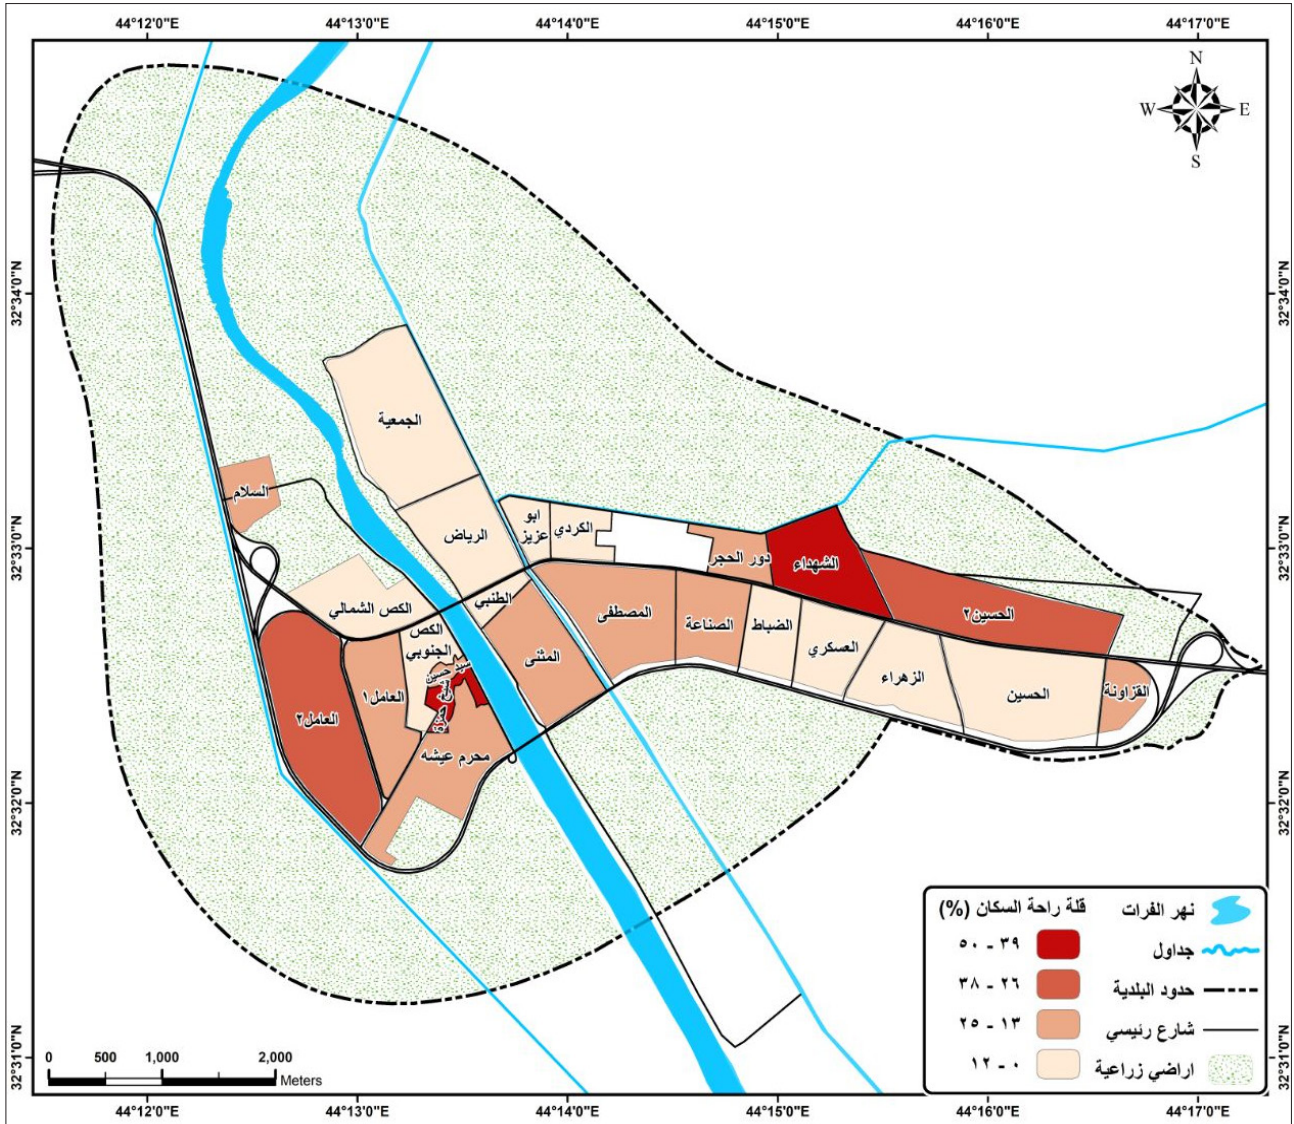 44°12'0"E 44°13'0"E 44°14'0"E 44°15'0"E 44°16'0"E 44°17'0"E
N
W E
S
32°34'0"N 32°34'0"N
الجمعية
السلام
الرياض
ابو
عزيز
الكردي
دور الحجر
الشهداء
32°33'0"N 32°33'0"N
الحسين٢
الكص الشمالي
الطنبي
المصطفى
الصناعة
الضباط
العسكري
الزهراء
الحسين
القزاونة
الكص
الجنوبي
المثنى
سيد حسين
العامل١
العامل٢
محرم عيشه
32°32'0"N 32°32'0"N
نهر الفرات
جداول
حدود البلدية
شارع رئيسي
اراضي زراعية
قلة راحة السكان (%)
٣٩ - ٥٠
٢٦ - ٣٨
١٣ - ٢٥
٠ - ١٢
32°31'0"N 32°31'0"N
0 500 1,000 2,000
Meters
44°12'0"E 44°13'0"E 44°14'0"E 44°15'0"E 44°16'0"E 44°17'0"E